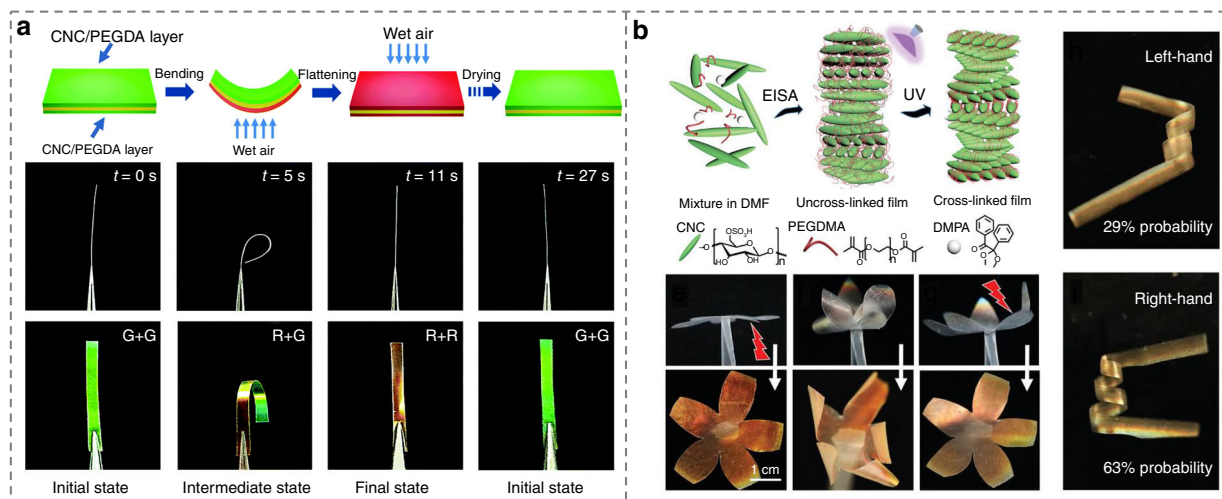 a
CNC/PEGDA layer
Bending
Flattening
Wet air
Drying
CNC/PEGDA layer
Wet air
t = 0 s
t = 5 s
t = 11 s
t = 27 s
G+G
R+G
R+R
G+G
Initial state
Intermediate state
Final state
Initial state
b
EISA
UV
Mixture in DMF
Uncross-linked film
Cross-linked film
CNC
OSO₃H
O
O
HO
OH
O
n
PEGDMA
O
O
n
O
O
DMPA
O
O
O
e
f
g
1 cm
h
Left-hand
29% probability
i
Right-hand
63% probability